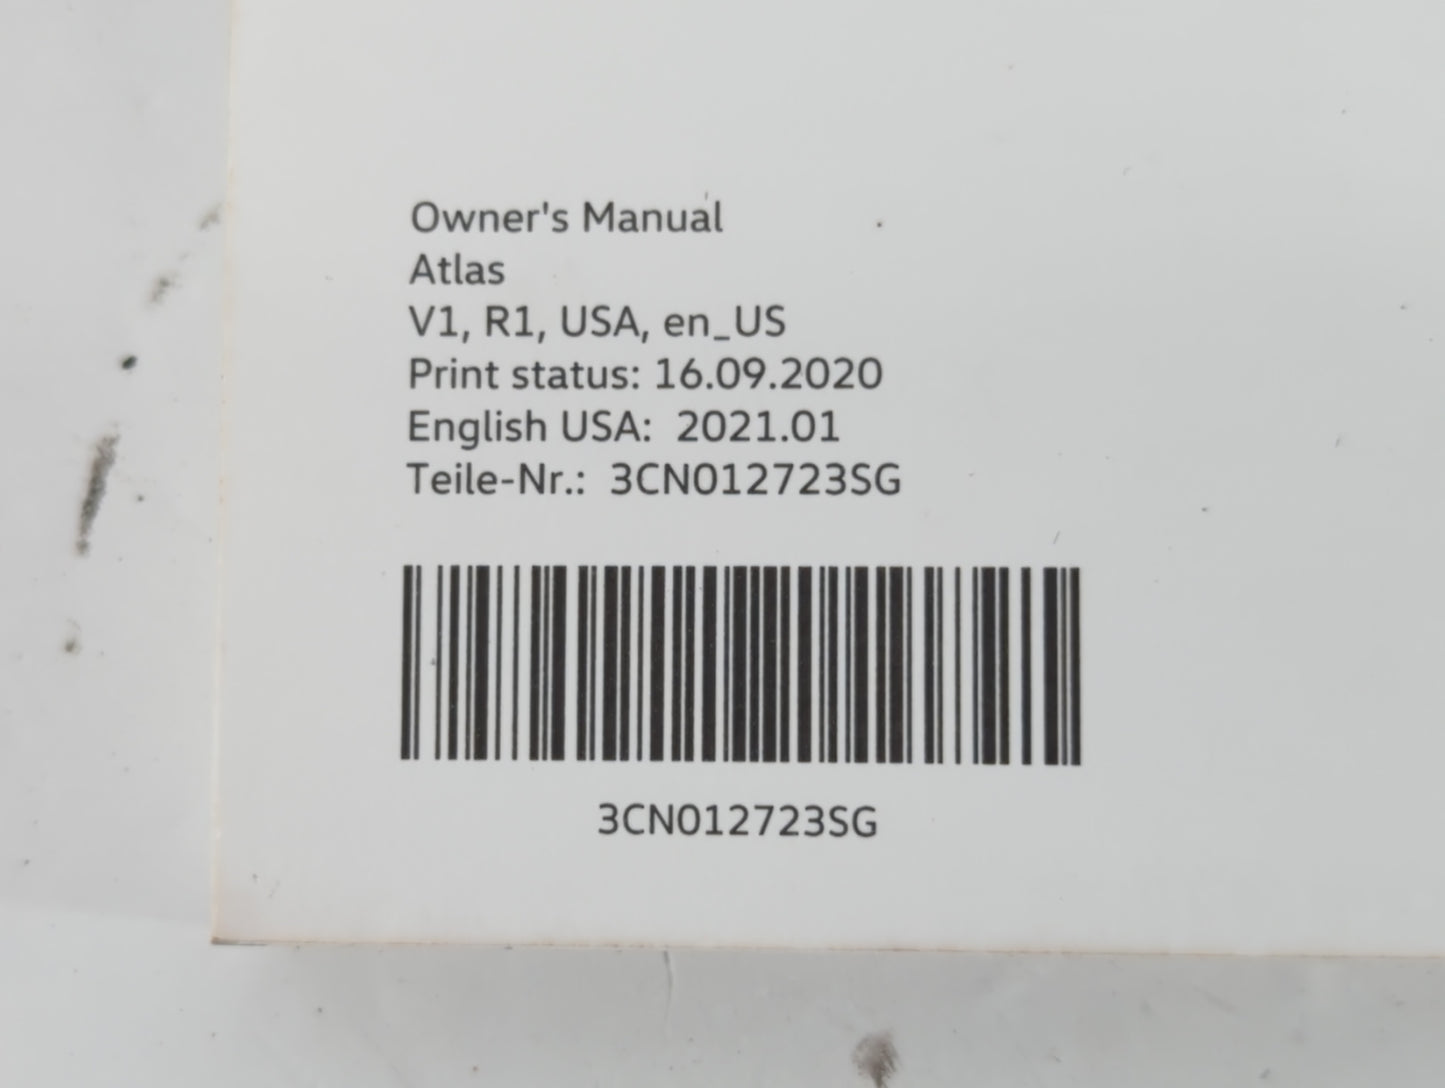 Owner's Manual
Atlas
V1, R1, USA, en_US
Print status: 16.09.2020
English USA:  2021.01
Teile-Nr.:  3CN012723SG
3CN012723SG